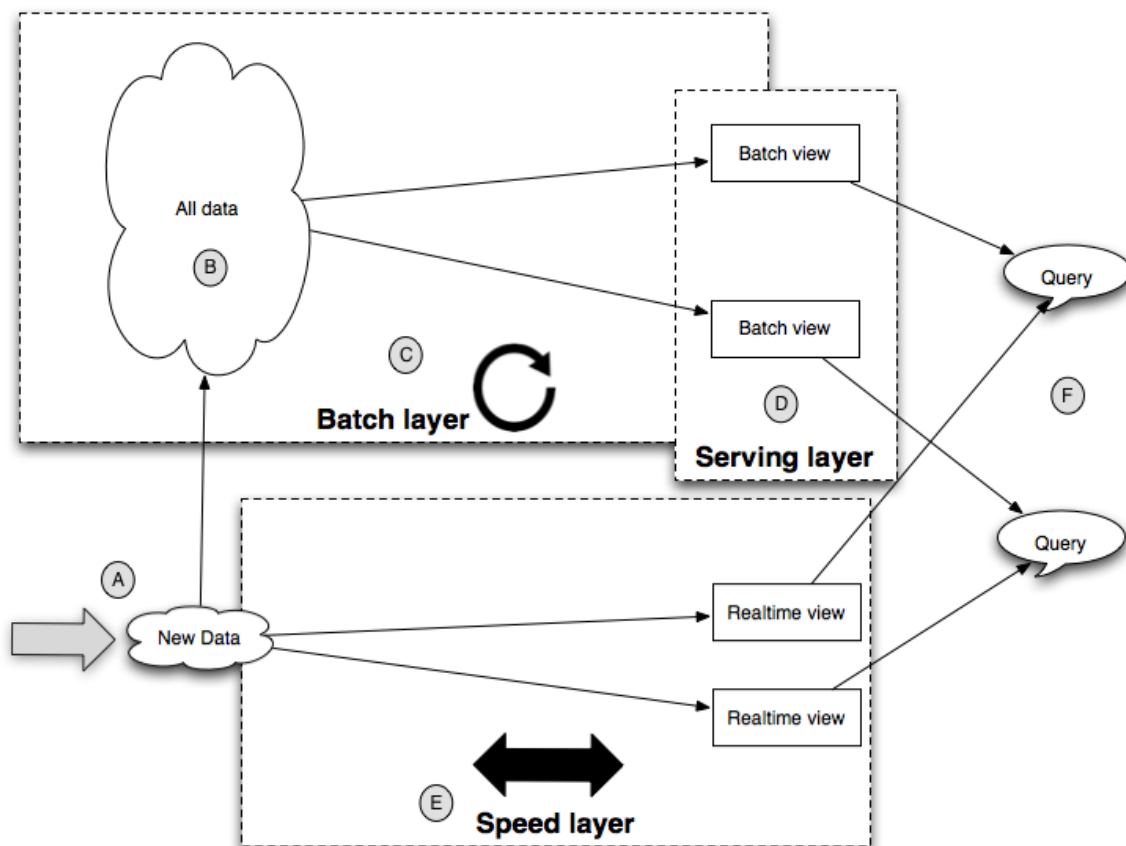 Batch view
All data
B
Query
Batch view
C
D
F
Batch layer
Serving layer
Query
A
New Data
Realtime view
Realtime view
E
Speed layer